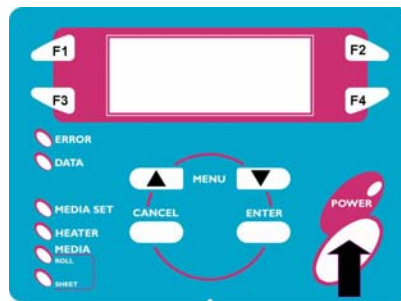 F1
F2
F3
F4
ERROR
DATA
MENU
MEDIA SET
CANCEL
ENTER
POWER
HEATER
MEDIA
ROLL
SHEET